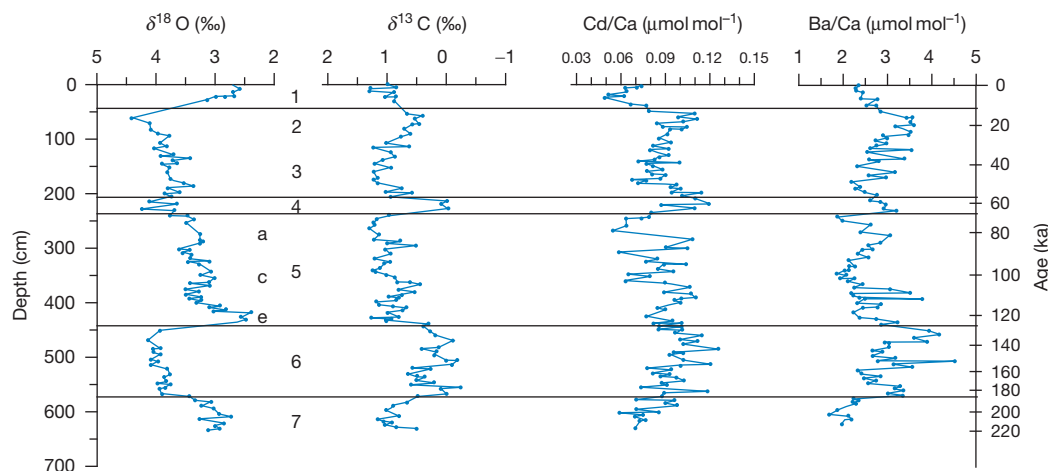 δ18 O (‰) δ13 C (‰) Cd/Ca (μmol mol−1) Ba/Ca (μmol mol−1)
5 4 3 2 2 1 0 −1 0.03 0.06 0.09 0.12 0.15 1 2 3 4 5
0 1 0
100 2 20
3 40
200 4 60
a 80
300
5
c 100
400
e 120
500 6 140
160
180
600 7 200
220
700
Depth (cm)
Age (ka)